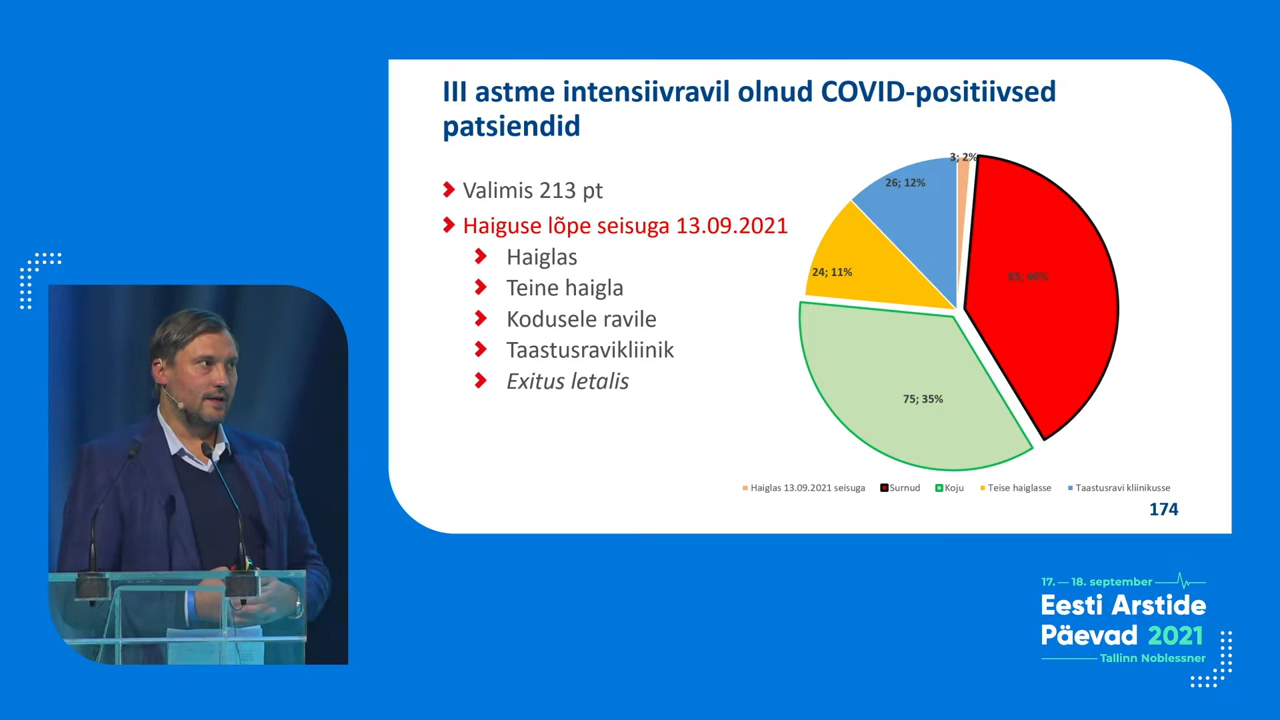 III astme intensiivravil olnud COVID-positiivsed
patsiendid
Valimis 213 pt
Haiguse lõpe seisuga 13.09.2021
Haiglas
Teine haigla
Kodusele ravile
Taastusravikliinik
Exitus letalis
3; 2%
26; 12%
85; 40%
24; 11%
75; 35%
Haiglas 13.09.2021 seisuga
Surnud
Koju
Teise haiglasse
Taastusravi kliinikusse
174
17. — 18. september
Eesti Arstide
Päevad 2021
Tallinn Noblessner